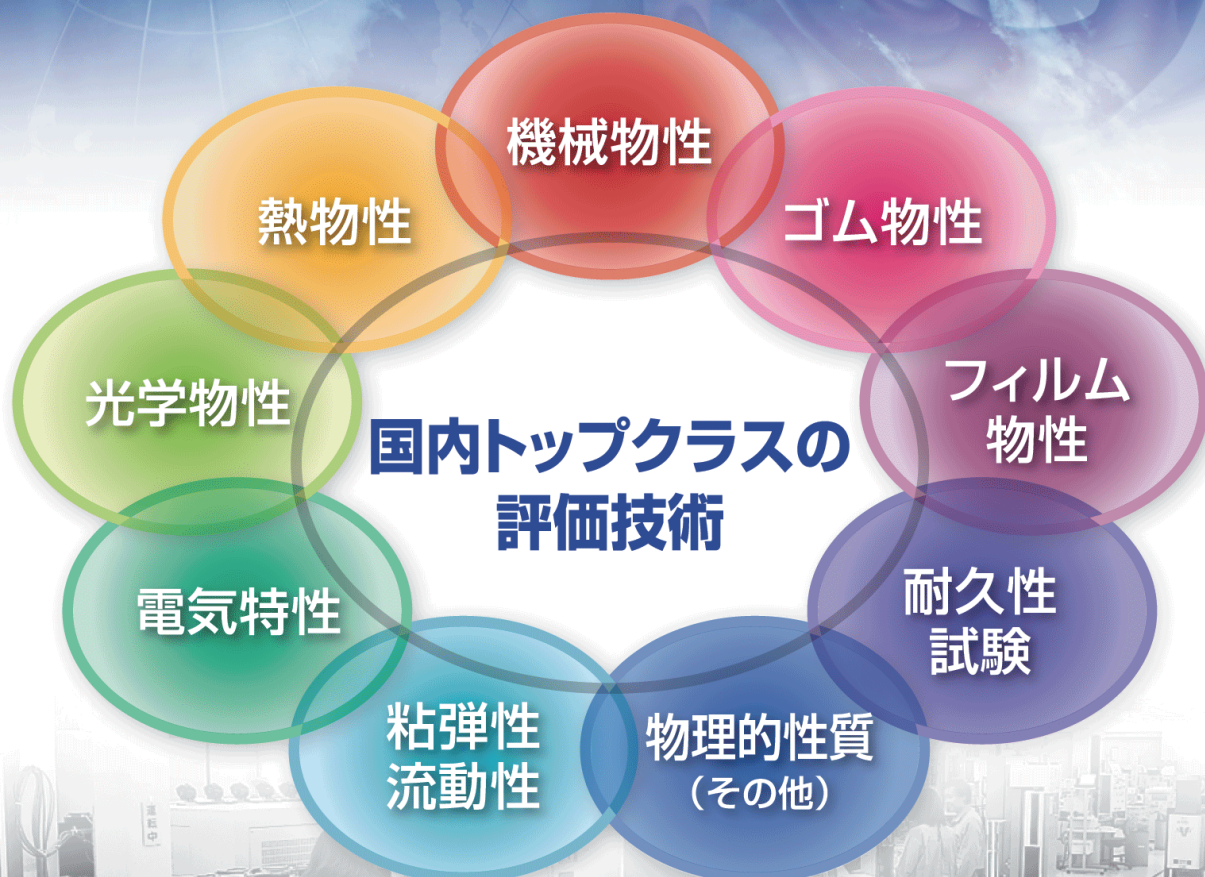 機械物性
熱物性
ゴム物性
光学物性
フィルム
物性
国内トップクラスの
評価技術
電気特性
耐久性
試験
粘弾性
流動性
物理的性質
（その他）
運転中